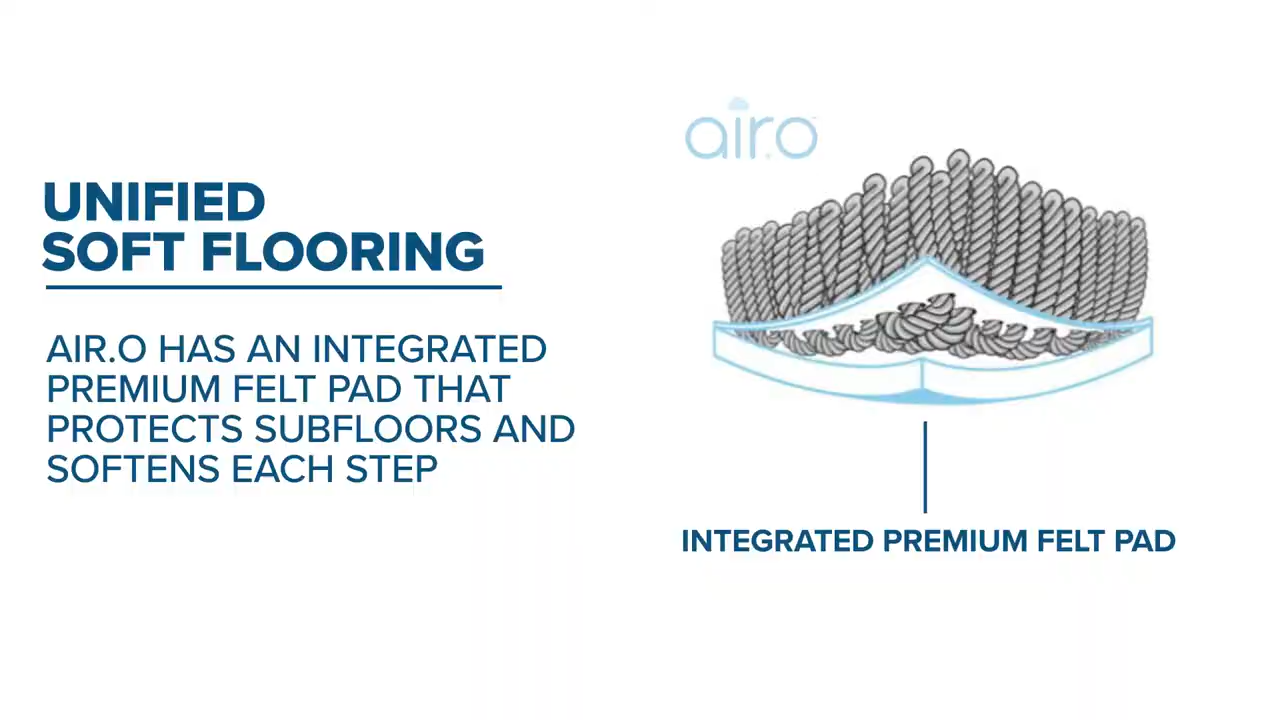 UNIFIED
SOFT FLOORING
AIR.O HAS AN INTEGRATED
PREMIUM FELT PAD THAT
PROTECTS SUBFLOORS AND
SOFTENS EACH STEP
air.o
INTEGRATED PREMIUM FELT PAD